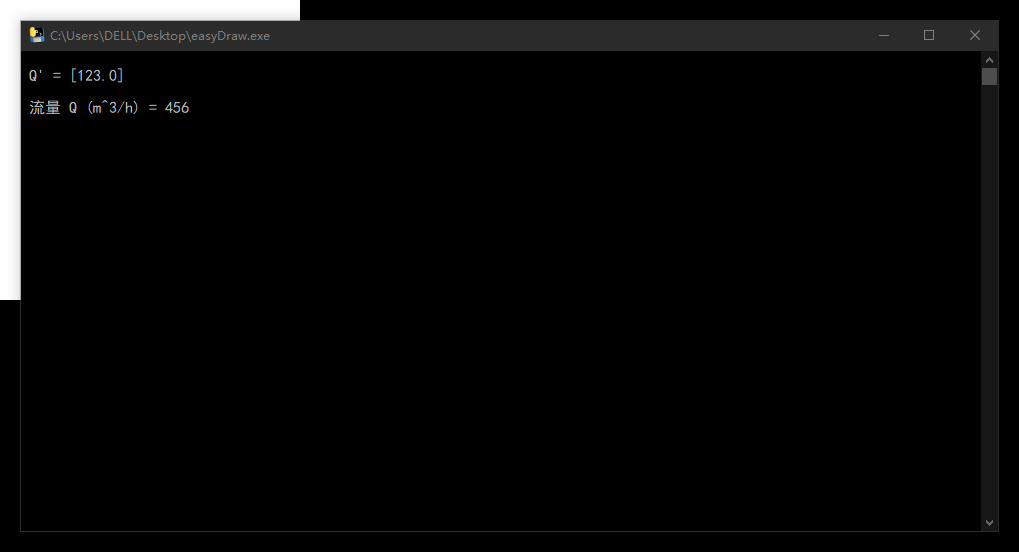 C:\Users\DELL\Desktop\easyDraw.exe
Q' = [123.0]
流量 Q (m^3/h) = 456